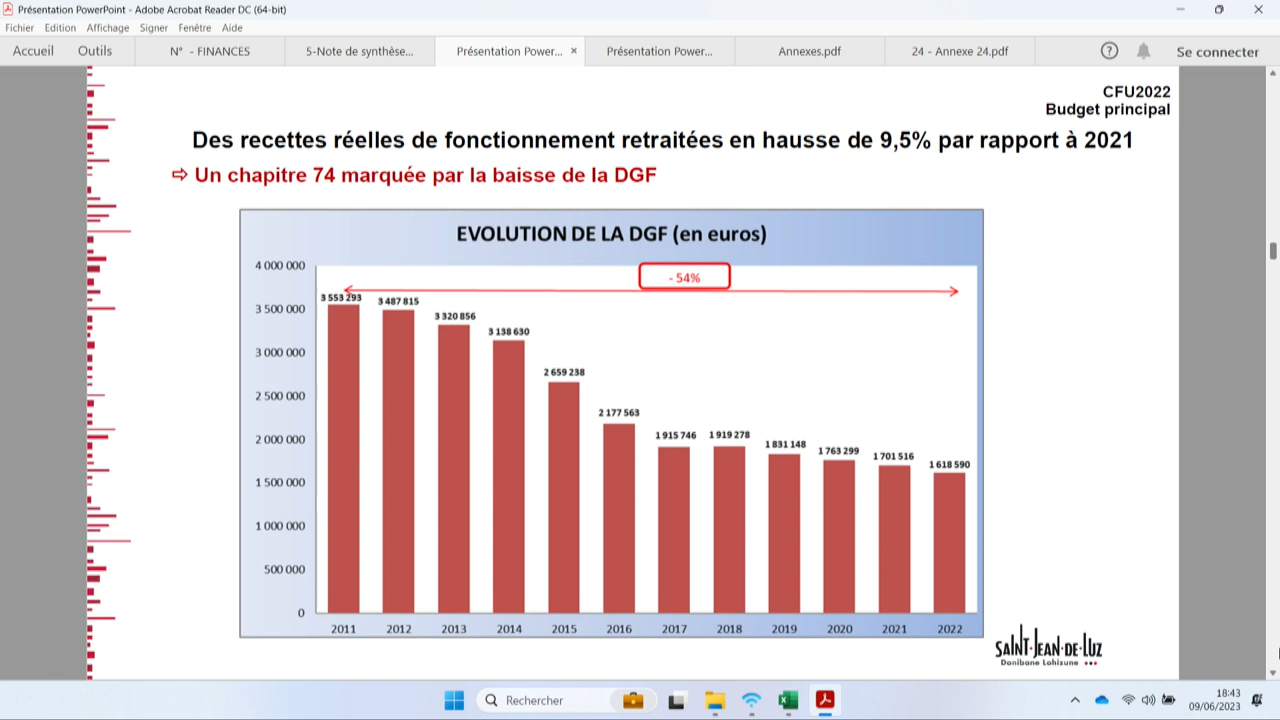 Présentation PowerPoint - Adobe Acrobat Reader DC (64-bit)
Fichier Edition Affichage Signer Fenêtre Aide
Accueil Outils N° - FINANCES 5-Note de synthèse... Présentation Power... × Présentation Power... Annexes.pdf 24 - Annexe 24.pdf ? Se connecter
CFU2022
Budget principal
Des recettes réelles de fonctionnement retraitées en hausse de 9,5% par rapport à 2021
⇨ Un chapitre 74 marquée par la baisse de la DGF
EVOLUTION DE LA DGF (en euros)
4 000 000
- 54%
3 553 293
3 487 815
3 500 000
3 320 856
3 138 630
3 000 000
2 659 238
2 500 000
2 177 563
2 000 000
1 915 746
1 919 278
1 831 148
1 763 299
1 701 516
1 618 590
1 500 000
1 000 000
500 000
0
2011 2012 2013 2014 2015 2016 2017 2018 2019 2020 2021 2022
SAINT·JEAN·DE·LUZ
Donibane Lohizune
Rechercher
18:43
09/06/2023